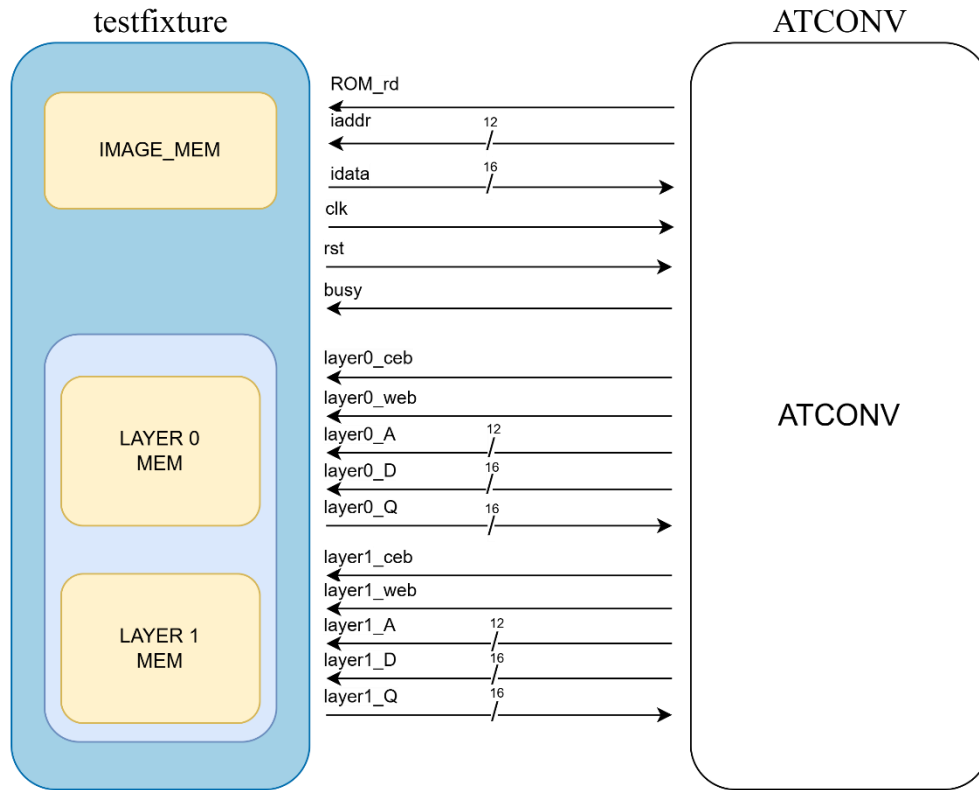 testfixture
ATCONV
IMAGE_MEM
ROM_rd
iaddr
12
idata
16
clk
rst
busy
LAYER 0
MEM
layer0_ceb
layer0_web
layer0_A
12
layer0_D
16
layer0_Q
16
LAYER 1
MEM
layer1_ceb
layer1_web
layer1_A
12
layer1_D
16
layer1_Q
16
ATCONV